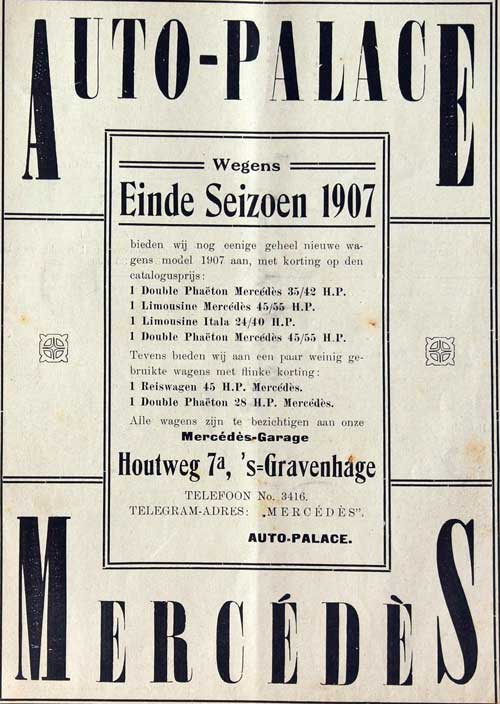 AUTO-PALACE
Wegens
Einde Seizoen 1907
bieden wij nog eenige geheel nieuwe wa-
gens model 1907 aan, met korting op den
catalogusprijs:
1 Double Phaëton Mercédès 35/42 H.P.
1 Limousine Mercédès 45/55 H.P.
1 Limousine Itala 24/40 H.P.
1 Double Phaëton Mercédès 45/55 H.P.
Tevens bieden wij aan een paar weinig ge-
bruikte wagens met flinke korting:
1 Reiswagen 45 H.P. Mercédès.
1 Double Phaëton 28 H.P. Mercédès.
Alle wagens zijn te bezichtigen aan onze
Mercédès-Garage
Houtweg 7a, 's=Gravenhage
TELEFOON No. 3416.
TELEGRAM-ADRES: „MERCÉDÈS".
AUTO-PALACE.
MERCÉDÈS